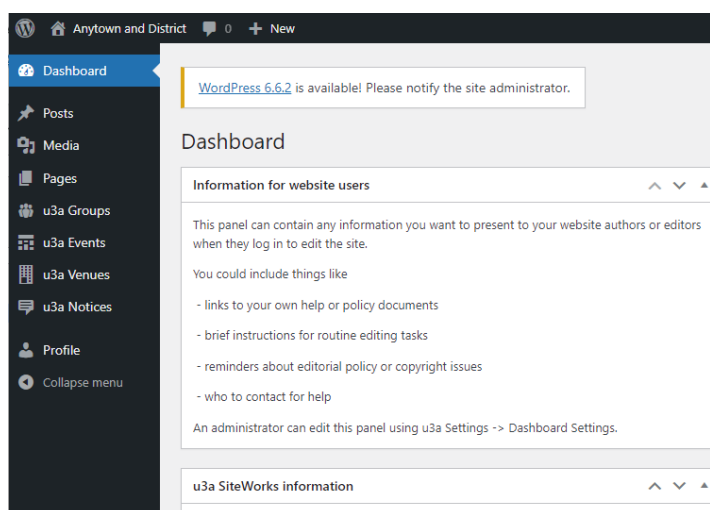 Anytown and District 0 New
Dashboard
Posts
Media
Pages
u3a Groups
u3a Events
u3a Venues
u3a Notices
Profile
Collapse menu
WordPress 6.6.2 is available! Please notify the site administrator.
Dashboard
Information for website users
This panel can contain any information you want to present to your website authors or editors
when they log in to edit the site.
You could include things like
- links to your own help or policy documents
- brief instructions for routine editing tasks
- reminders about editorial policy or copyright issues
- who to contact for help
An administrator can edit this panel using u3a Settings -> Dashboard Settings.
u3a SiteWorks information